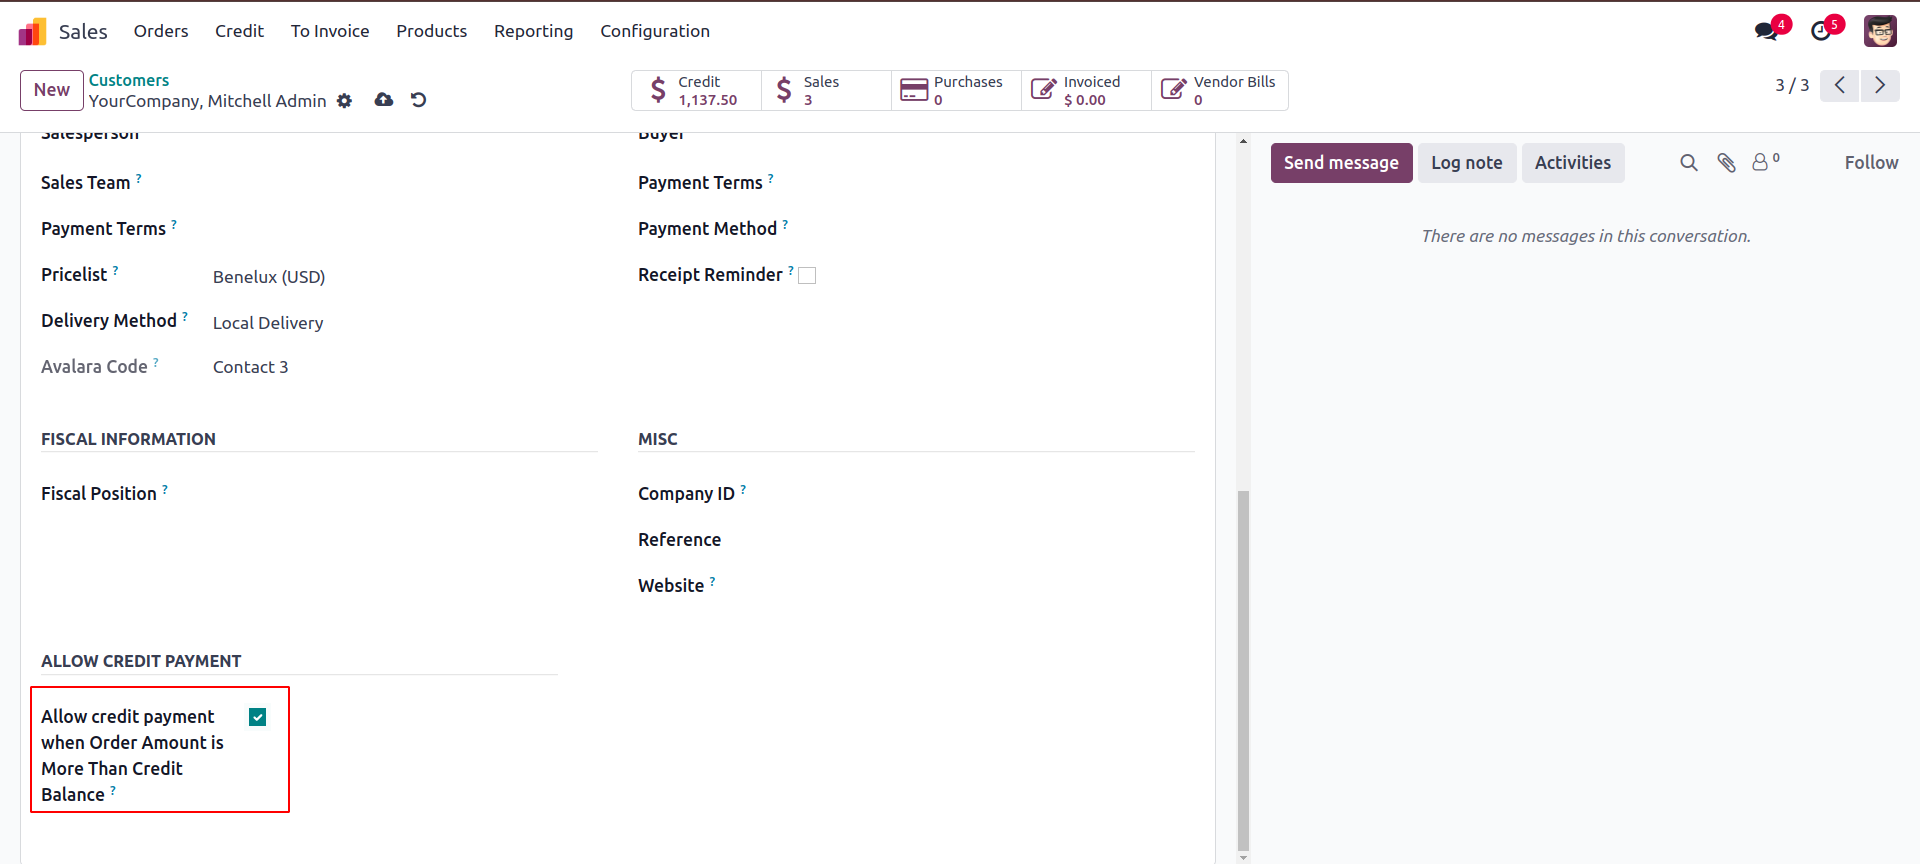 Sales Orders Credit To Invoice Products Reporting Configuration 4 5
New Customers
YourCompany, Mitchell Admin
Credit 1,137.50
Sales 3
Purchases 0
Invoiced $ 0.00
Vendor Bills 0
3 / 3
Salesperson
Buyer
Sales Team ?
Payment Terms ?
Payment Terms ?
Payment Method ?
Pricelist ? Benelux (USD)
Receipt Reminder ?
Delivery Method ? Local Delivery
Avalara Code ? Contact 3
FISCAL INFORMATION
MISC
Fiscal Position ?
Company ID ?
Reference
Website ?
ALLOW CREDIT PAYMENT
Allow credit payment
when Order Amount is
More Than Credit
Balance ?
Send message Log note Activities 0 Follow
There are no messages in this conversation.